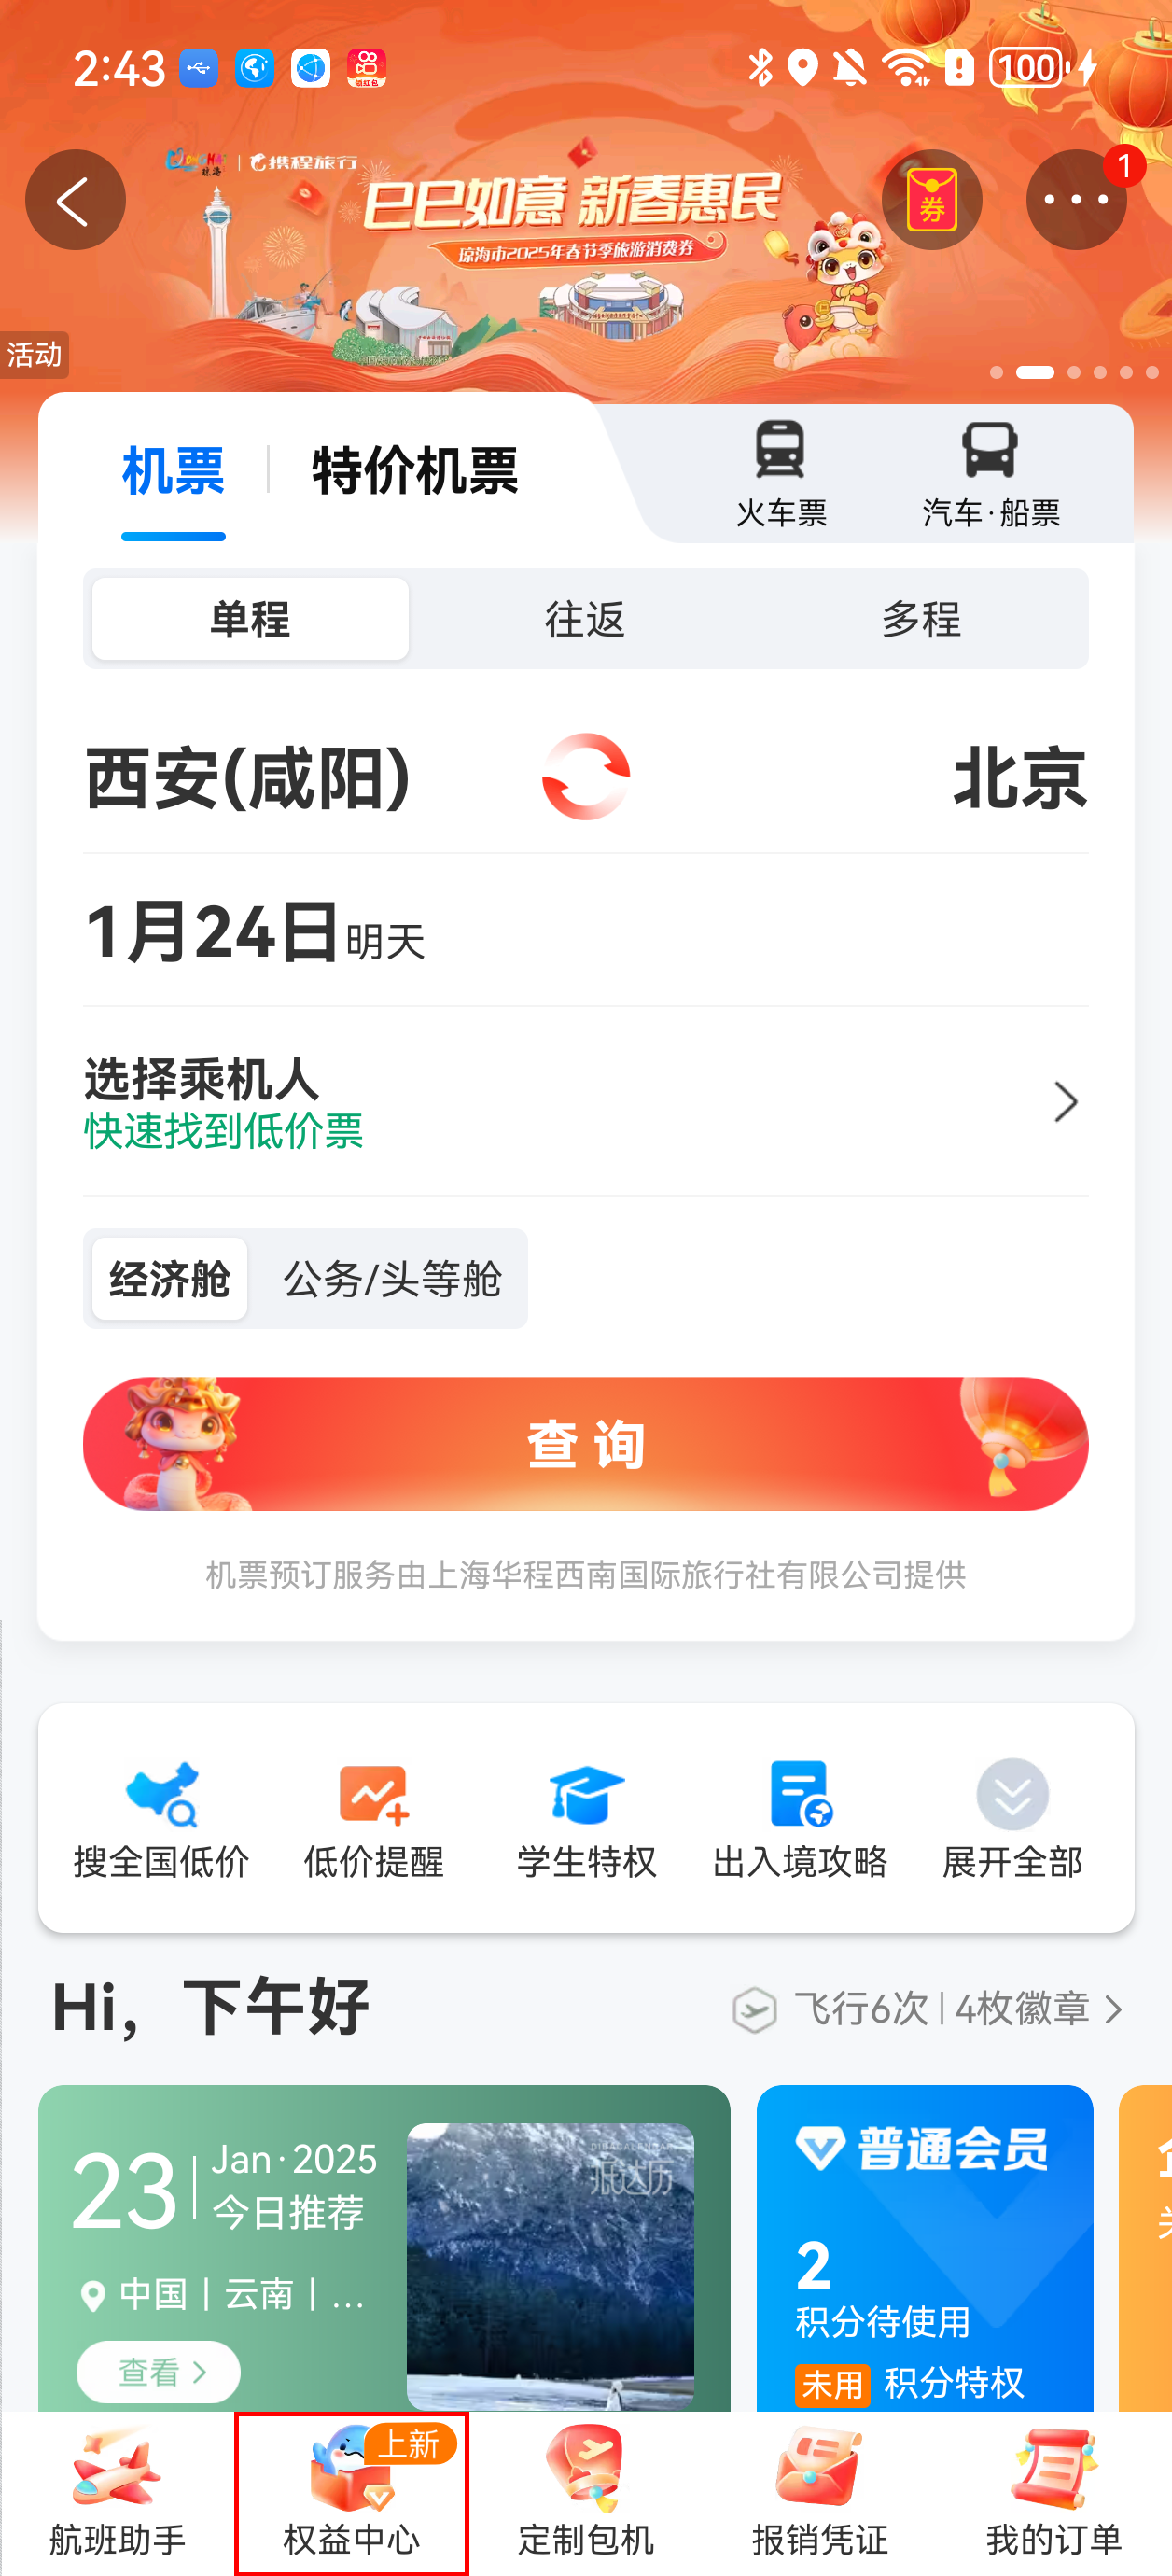 2:43
领红包
100
1
琼海
携程旅行
巳巳如意 新春惠民
琼海市2025年春节季旅游消费券
券
活动
机票
特价机票
火车票
汽车·船票
单程
往返
多程
西安(咸阳)
北京
1月24日明天
选择乘机人
快速找到低价票
经济舱
公务/头等舱
查 询
机票预订服务由上海华程西南国际旅行社有限公司提供
搜全国低价
低价提醒
学生特权
出入境攻略
展开全部
Hi，下午好
飞行6次
4枚徽章
23
Jan·2025
今日推荐
中国丨云南丨...
查看
普通会员
2
积分待使用
未用 积分特权
上新
航班助手
权益中心
定制包机
报销凭证
我的订单